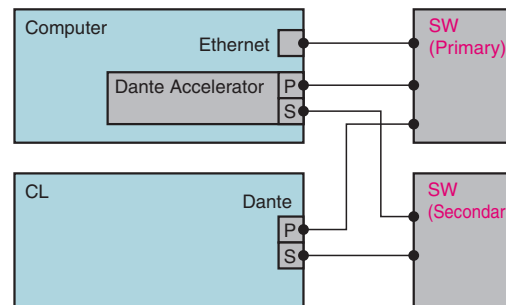 Computer
Ethernet
Dante Accelerator
P
S
SW
(Primary)
CL
Dante
P
S
SW
(Secondar